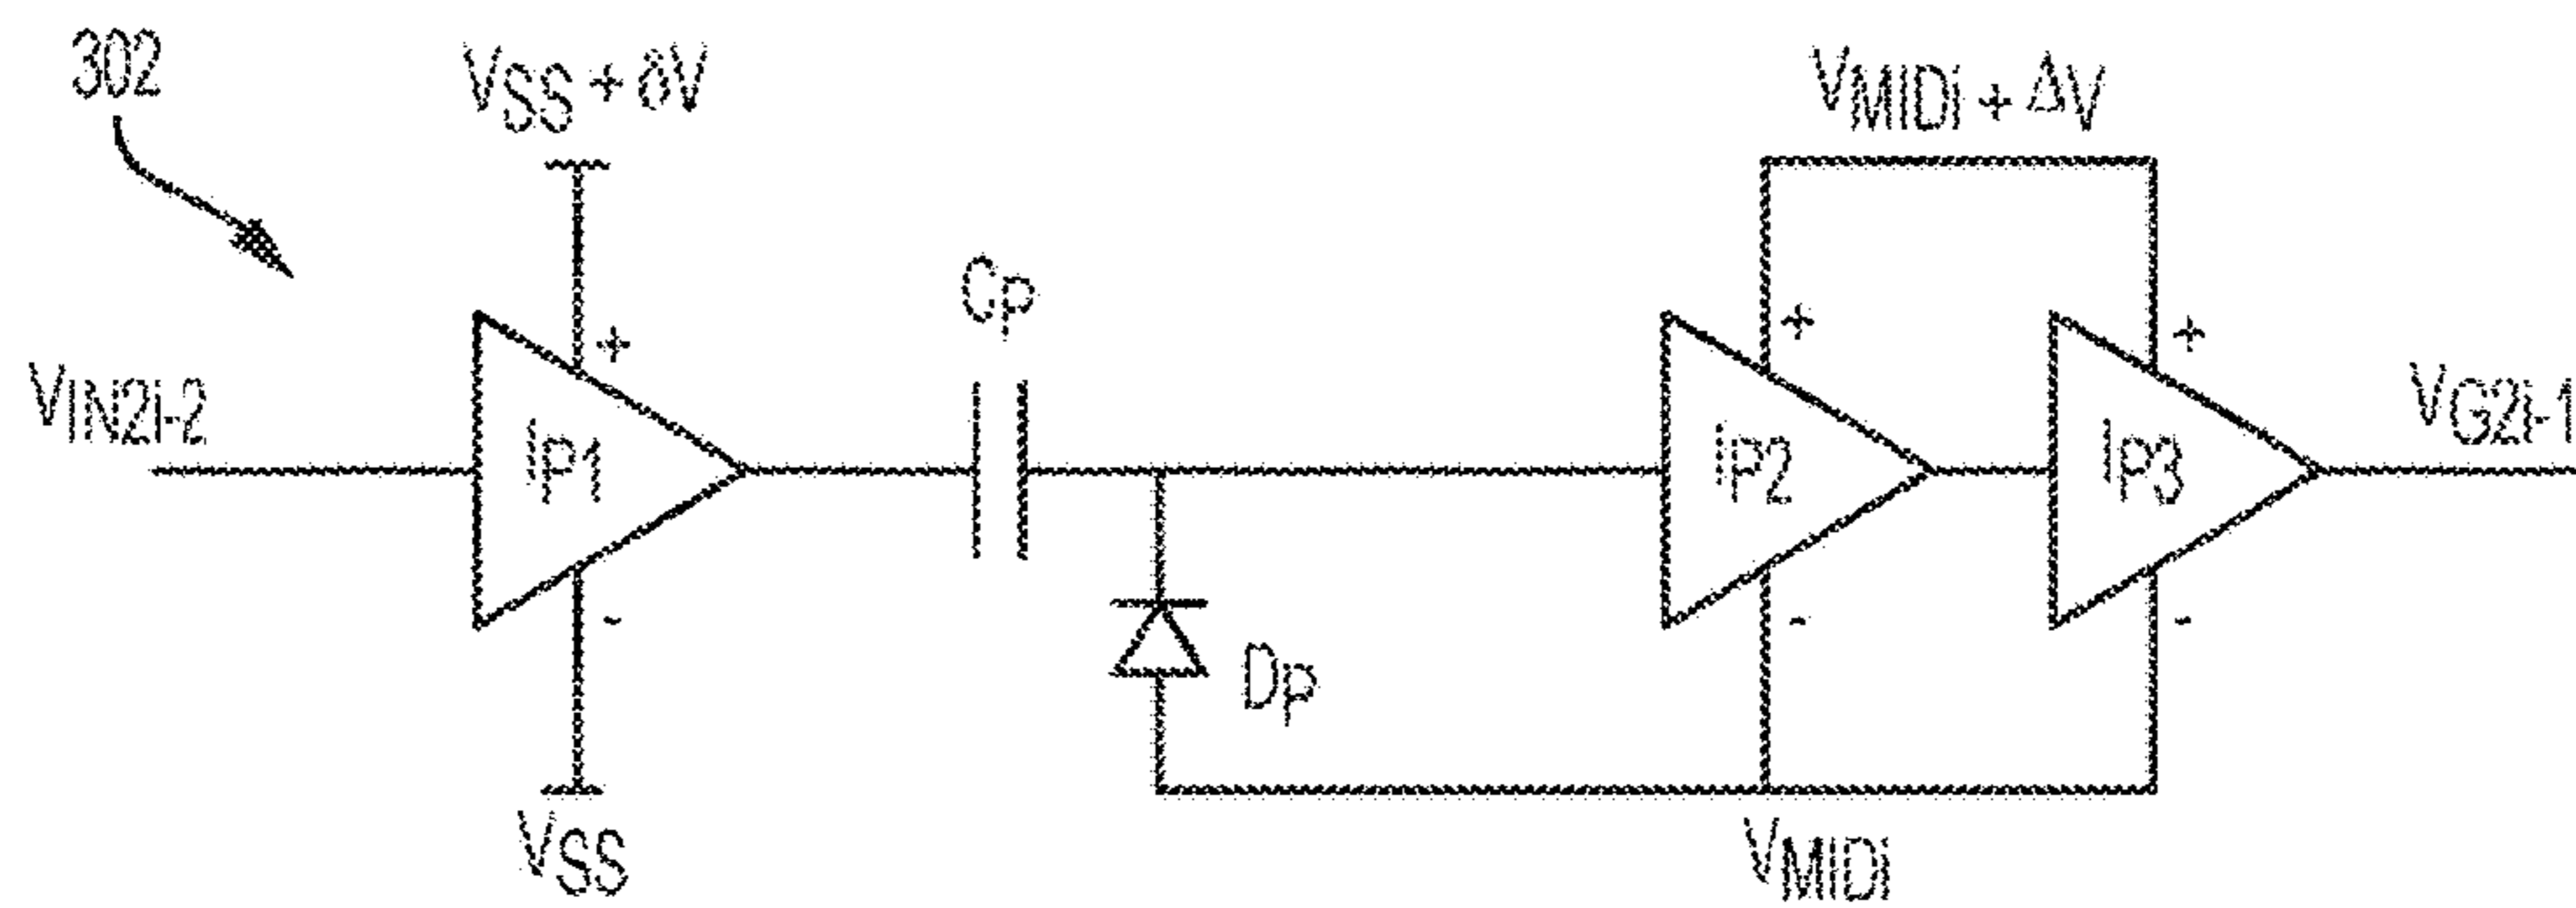 302
VSS + δV
VMIDi + ΔV
CP
+
+
+
VIN2i-2
IP1
IP2
IP3
VG2i-1
-
-
-
DP
VSS
VMIDi